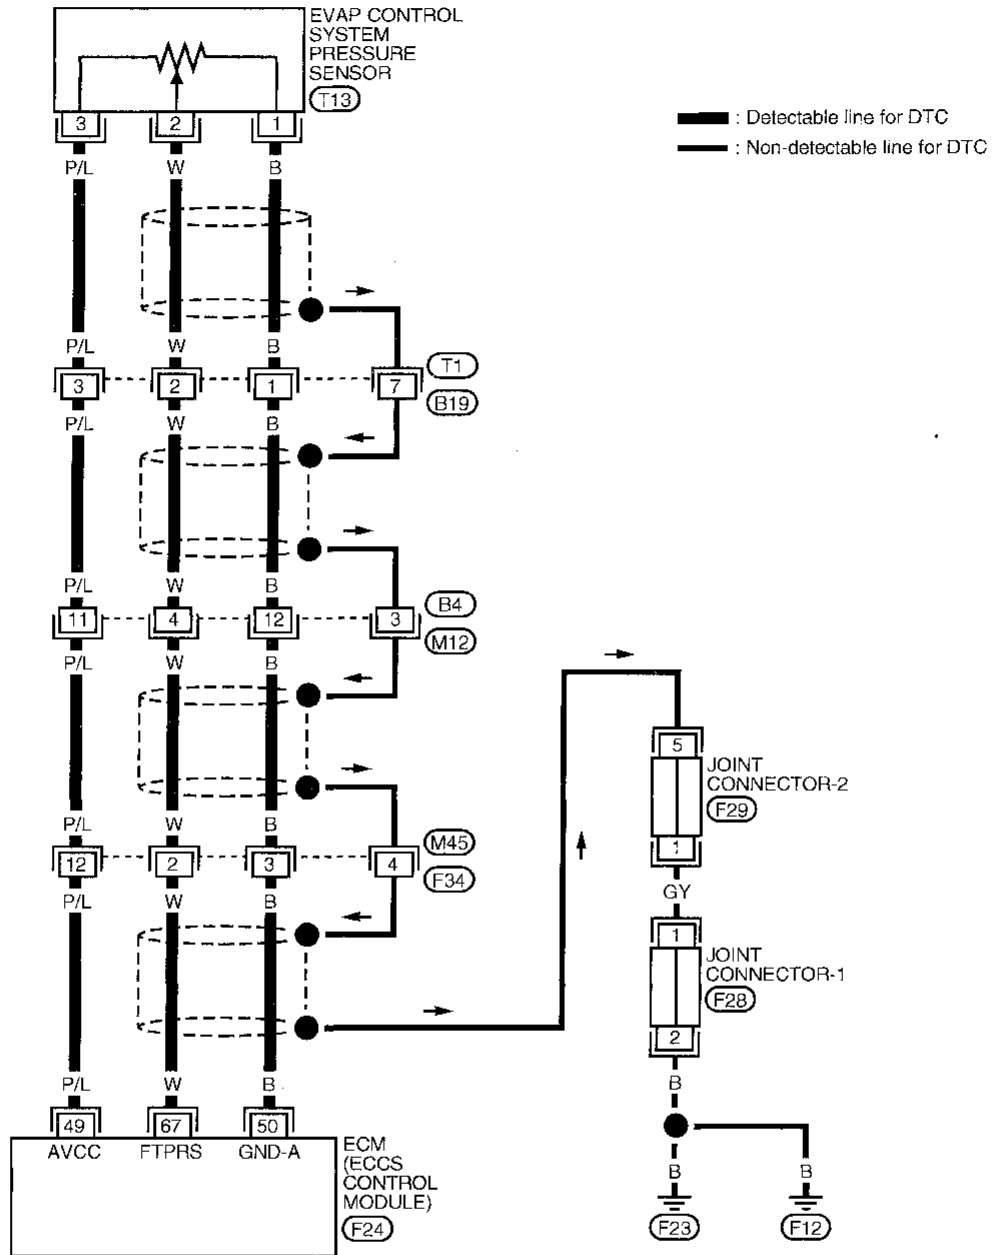 EVAP CONTROL
SYSTEM
PRESSURE
SENSOR
T13
3 2 1
: Detectable line for DTC
: Non-detectable line for DTC
P/L W B
P/L W B
T1
3 2 1 7
B19
P/L W B
P/L W B
B4
11 4 12 3
M12
P/L W B
5
JOINT
CONNECTOR-2
F29
1
P/L W B
M45
12 2 3 4
F34
GY
P/L W B
1
JOINT
CONNECTOR-1
F28
2
P/L W B
B
49 67 50
AVCC FTPRS GND-A
ECM
(ECCS
CONTROL
MODULE)
F24
B B
F23 F12